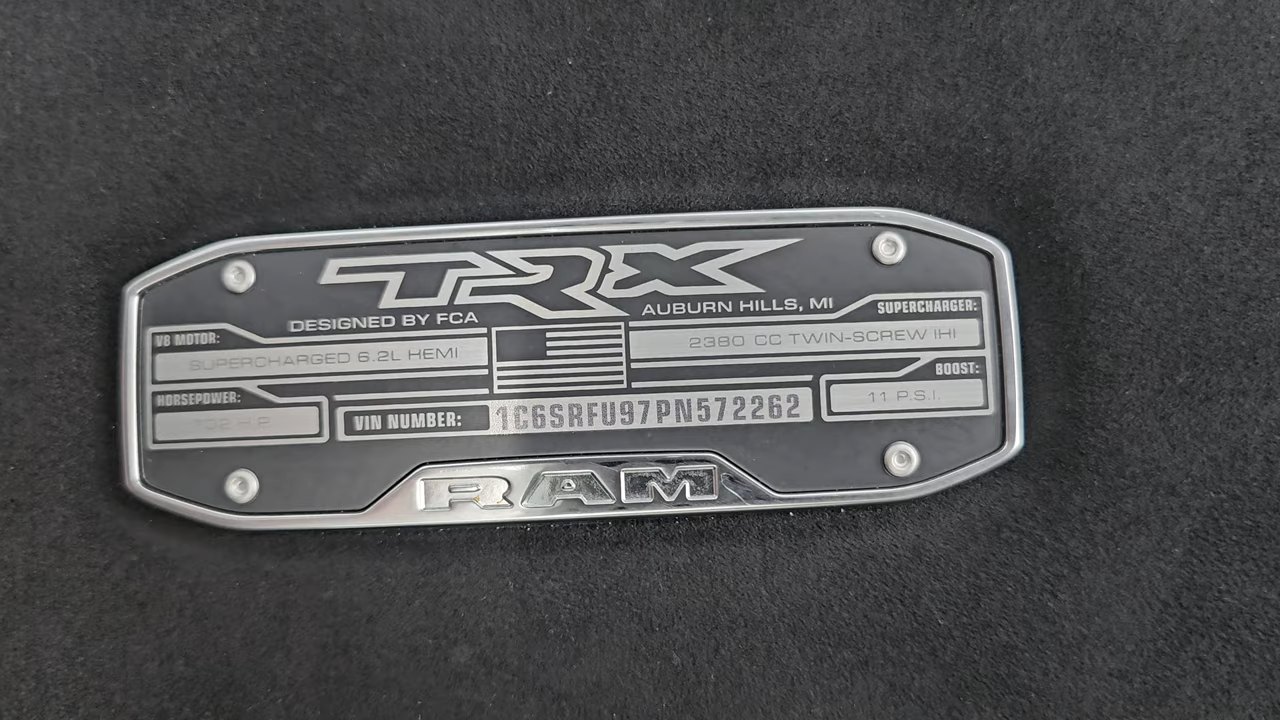 TRX
DESIGNED BY FCA
AUBURN HILLS, MI
V8 MOTOR:
SUPERCHARGED 6.2L HEMI
SUPERCHARGER:
2380 CC TWIN-SCREW IHI
HORSEPOWER:
VIN NUMBER: 1C6SRFU97PN572262
BOOST:
11 P.S.I.
RAM